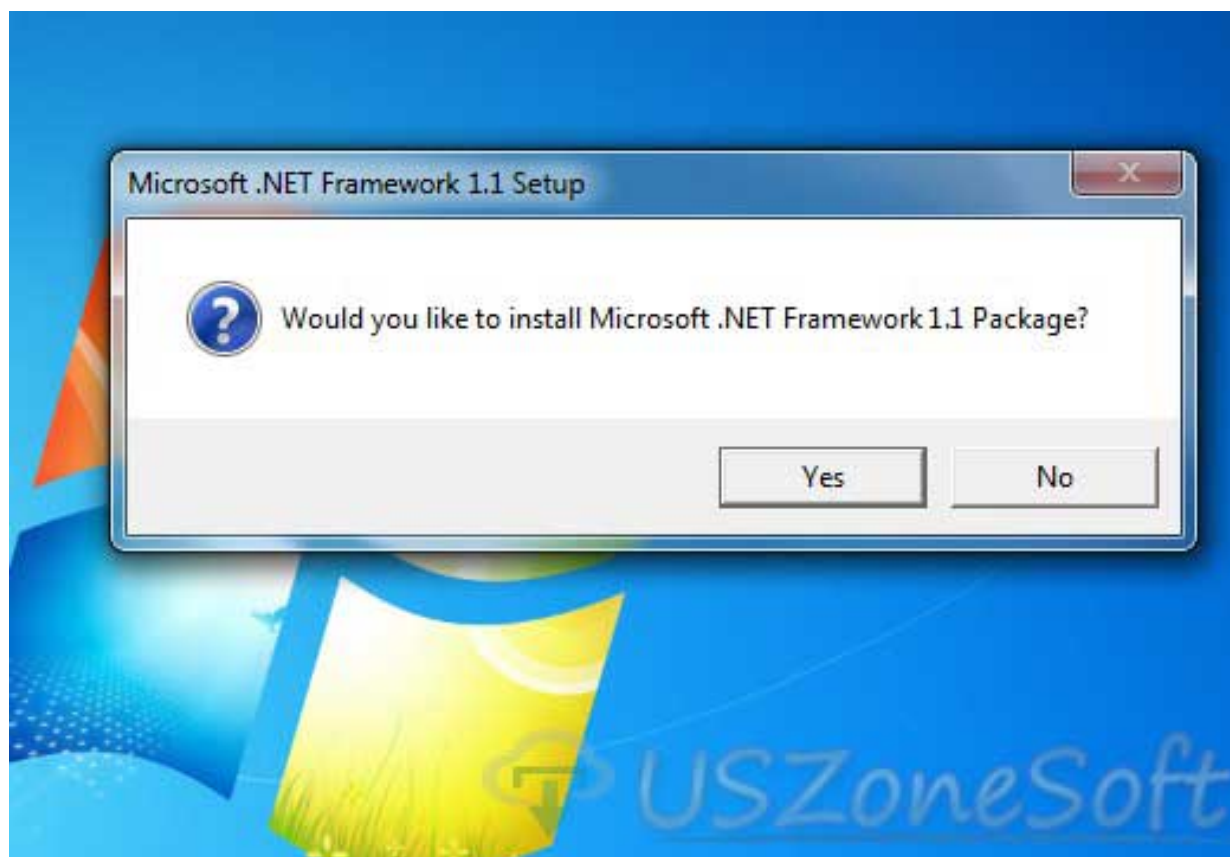 Microsoft .NET Framework 1.1 Setup
Would you like to install Microsoft .NET Framework 1.1 Package?
Yes No
USZoneSoft